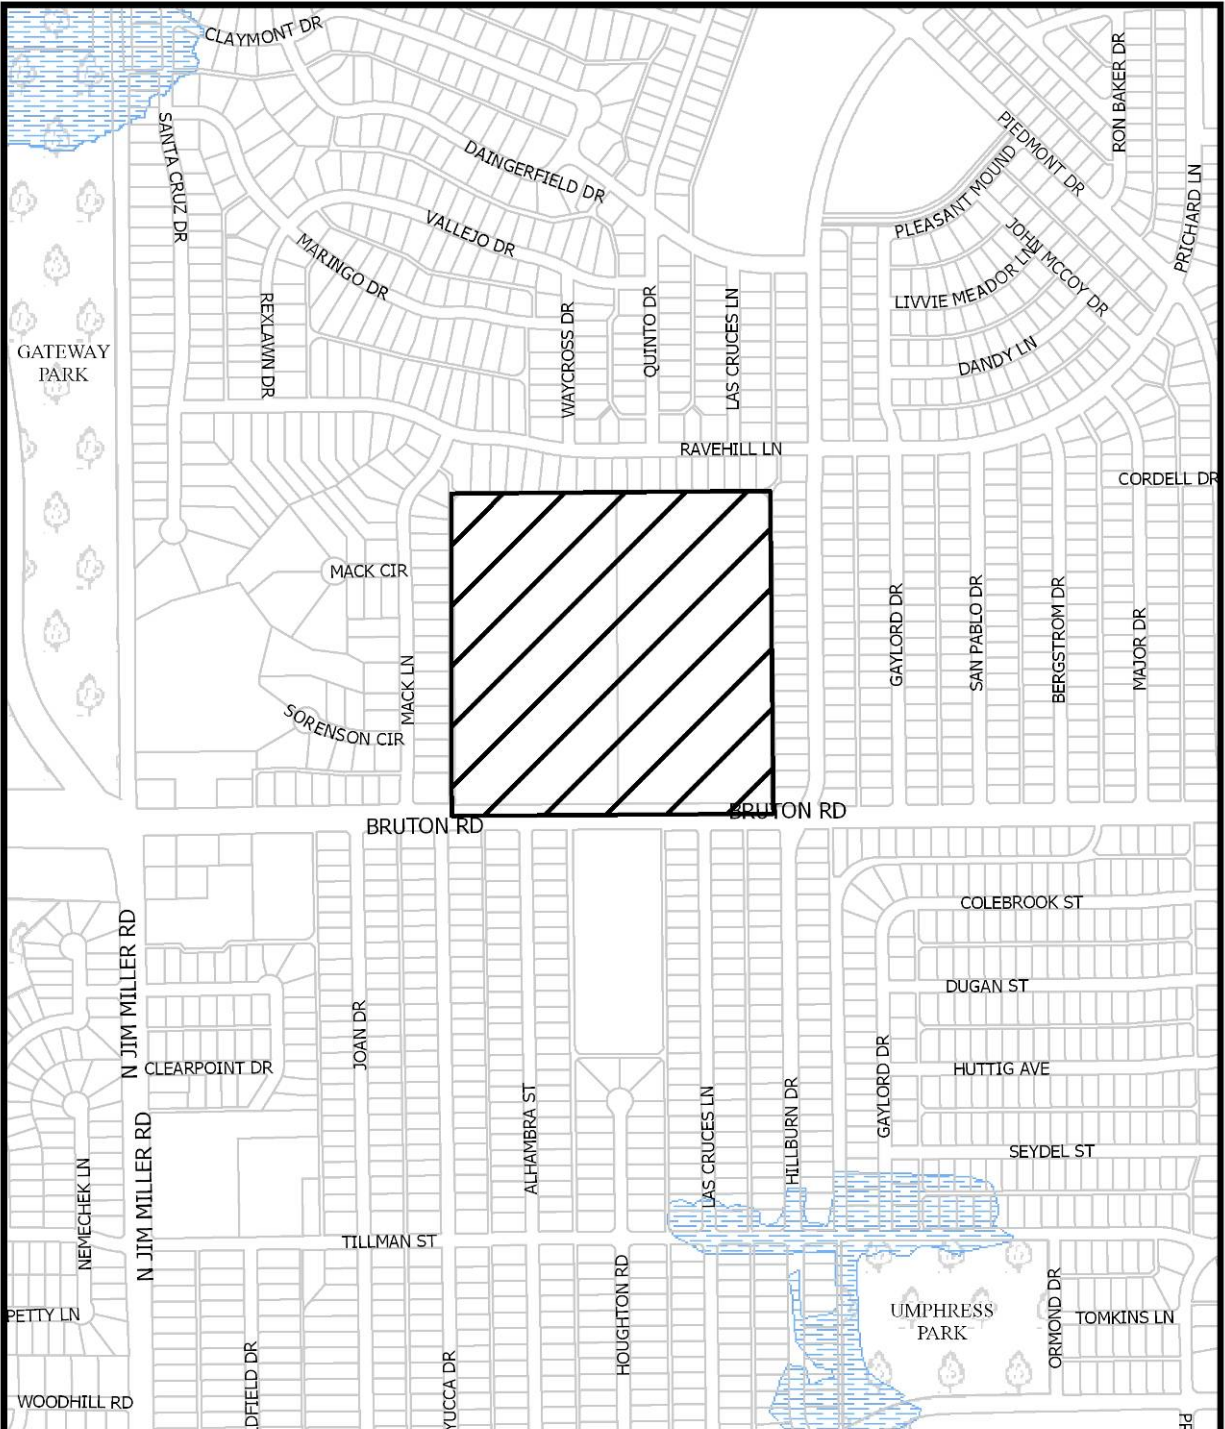 CLAYMONT DR
RON BAKER DR
SANTA CRUZ DR
PIEDMONT DR
DAINGERFIELD DR
PLEASANT MOUND
PRICHARD LN
VALLEJO DR
JOHN MCCOY DR
MARINGO DR
LIVVIE MEADOR LN
REXLAWN DR
WAYCROSS DR
QUINTO DR
LAS CRUCES LN
GATEWAY
PARK
DANDY LN
RAVEHILL LN
CORDELL DR
MACK CIR
GAYLORD DR
SAN PABLO DR
BERGSTROM DR
MAJOR DR
MACK LN
SORENSON CIR
BRUTON RD
BRUTON RD
COLEBROOK ST
N JIM MILLER RD
DUGAN ST
JOAN DR
CLEARPOINT DR
GAYLORD DR
HUTTIG AVE
ALHAMBRA ST
LAS CRUCES LN
HILLBURN DR
SEYDEL ST
NEMECHEK LN
N JIM MILLER RD
TILLMAN ST
HOUGHTON RD
UMPHRESS
PARK
ORMOND DR
TOMKINS LN
PETTY LN
DFIELD DR
YUCCA DR
WOODHILL RD